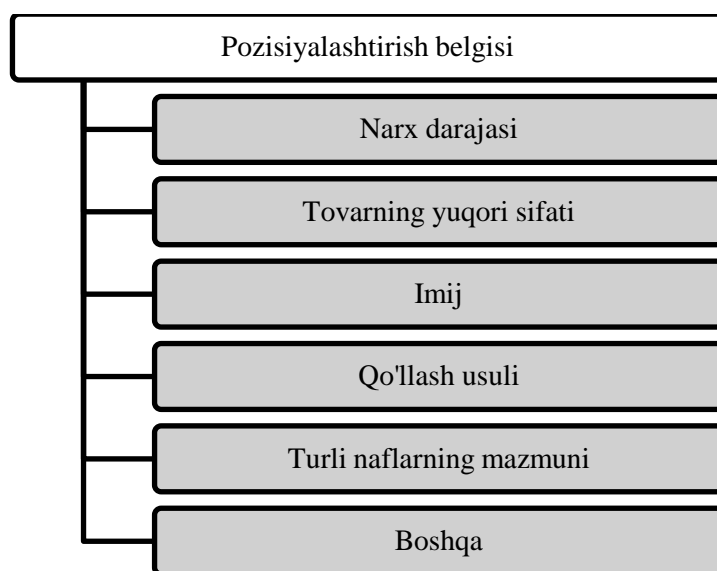 Pozisiyalashtirish belgisi
Narx darajasi
Tovarning yuqori sifati
Imij
Qo'llash usuli
Turli naflarning mazmuni
Boshqa